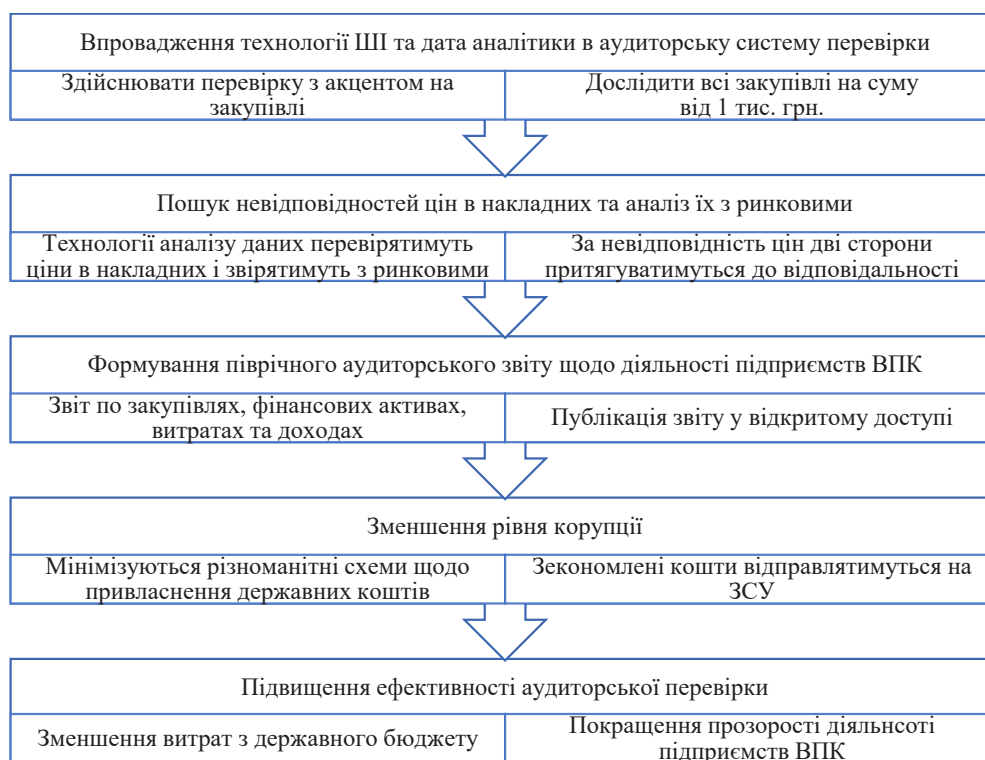 Впровадження технології ШІ та дата аналітики в аудиторську систему перевірки
Здійснювати перевірку з акцентом на
закупівлі
Дослідити всі закупівлі на суму
від 1 тис. грн.
Пошук невідповідностей цін в накладних та аналіз їх з ринковими
Технології аналізу даних перевірятимуть
ціни в накладних і звірятимуть з ринковими
За невідповідність цін дві сторони
притягуватимуться до відповідальності
Формування піврічного аудиторського звіту щодо діяльності підприємств ВПК
Звіт по закупівлях, фінансових активах,
витратах та доходах
Публікація звіту у відкритому доступі
Зменшення рівня корупції
Мінімізуються різноманітні схеми щодо
привласнення державних коштів
Зекономлені кошти відправлятимуться на
ЗСУ
Підвищення ефективності аудиторської перевірки
Зменшення витрат з державного бюджету
Покращення прозорості діяльнсоті
підприємств ВПК